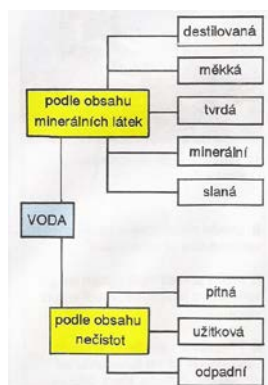 destilovaná
měkká
podle obsahu
minerálních látek
tvrdá
minerální
slaná
VODA
pitná
podle obsahu
nečistot
užitková
odpadní